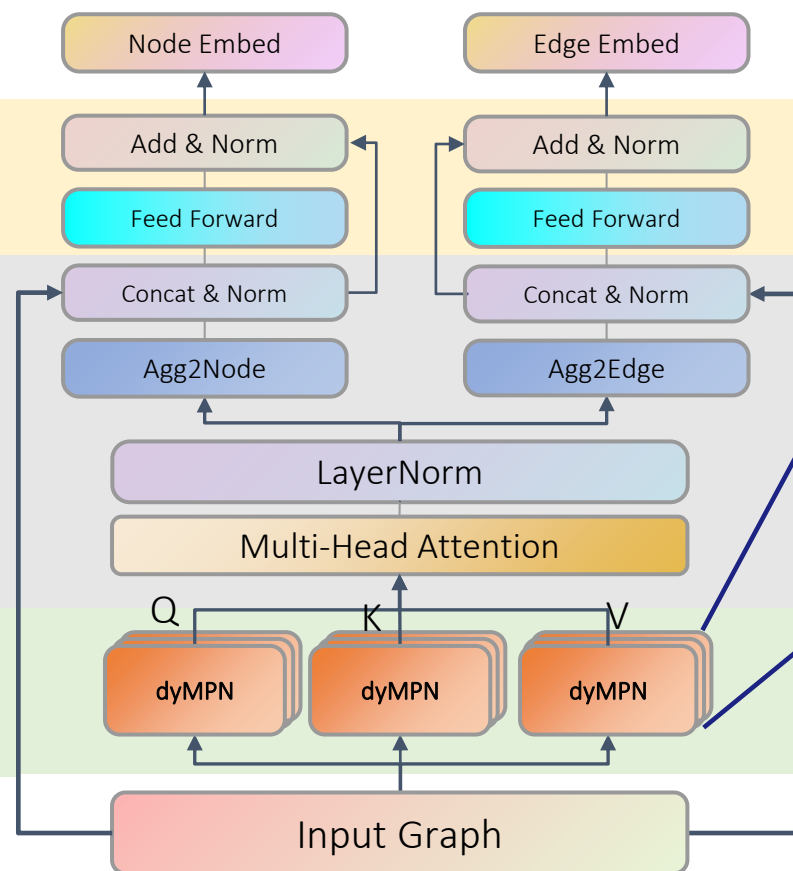 Node Embed
Edge Embed
Add & Norm
Add & Norm
Feed Forward
Feed Forward
Concat & Norm
Concat & Norm
Agg2Node
Agg2Edge
LayerNorm
Multi-Head Attention
Q
K
V
dyMPN
dyMPN
dyMPN
Input Graph